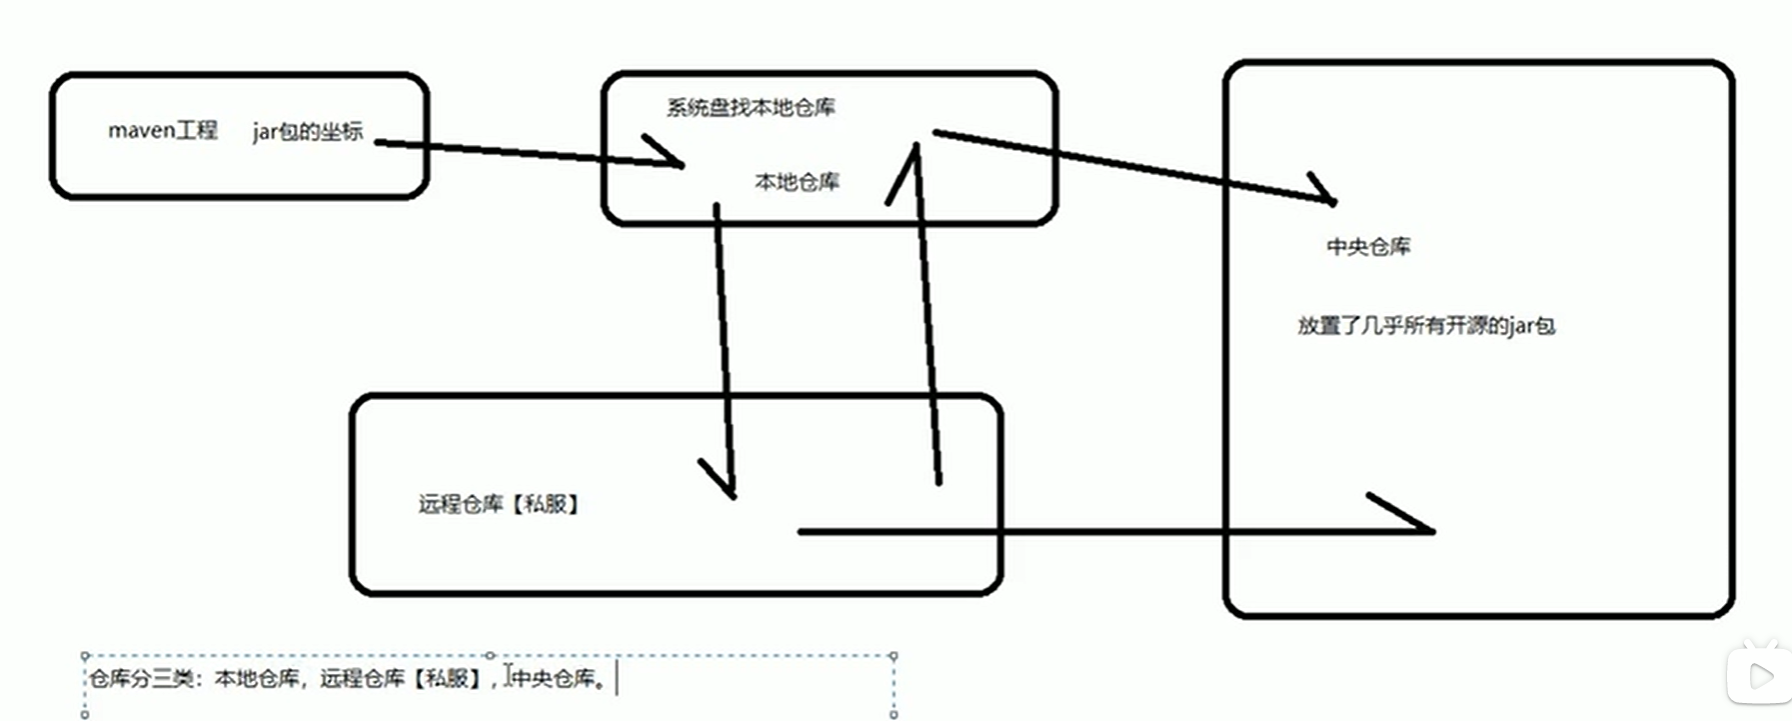 maven工程 jar包的坐标
系统盘找本地仓库
本地仓库
中央仓库
放置了几乎所有开源的jar包
远程仓库【私服】
仓库分三类：本地仓库，远程仓库【私服】，中央仓库。